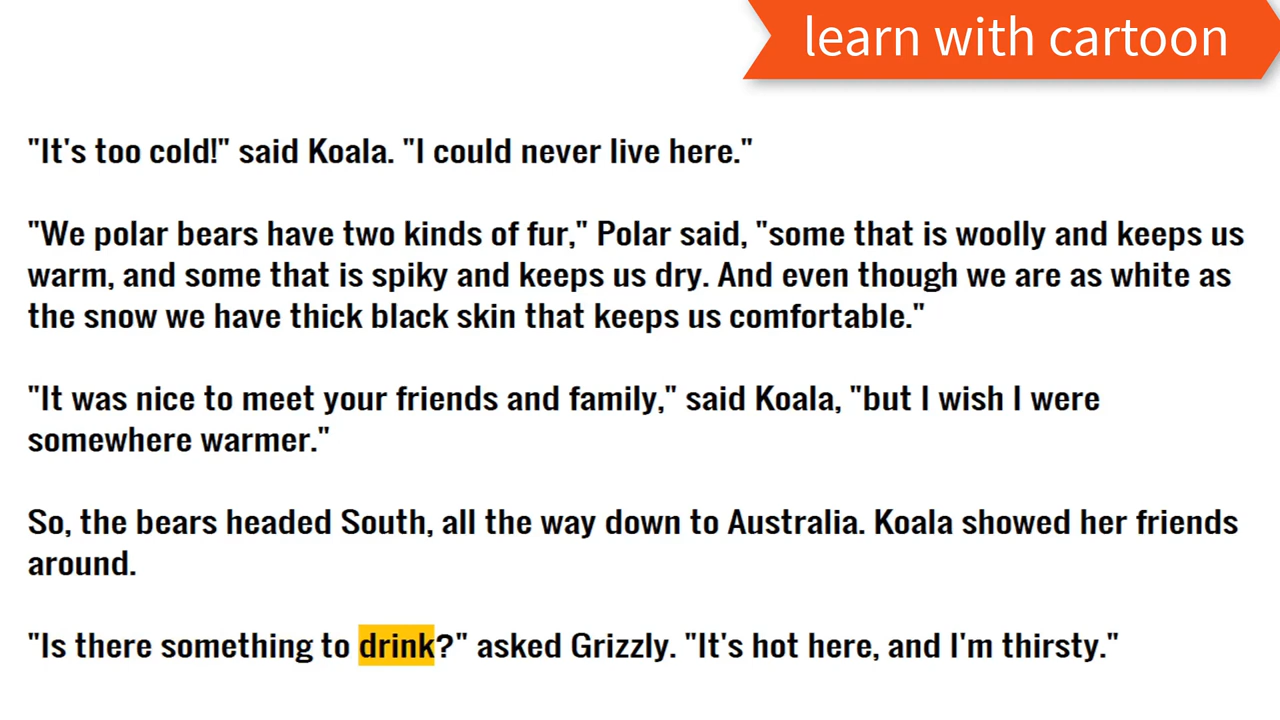 learn with cartoon
"It's too cold!" said Koala. "I could never live here."
"We polar bears have two kinds of fur," Polar said, "some that is woolly and keeps us
warm, and some that is spiky and keeps us dry. And even though we are as white as
the snow we have thick black skin that keeps us comfortable."
"It was nice to meet your friends and family," said Koala, "but I wish I were
somewhere warmer."
So, the bears headed South, all the way down to Australia. Koala showed her friends
around.
"Is there something to drink?" asked Grizzly. "It's hot here, and I'm thirsty."